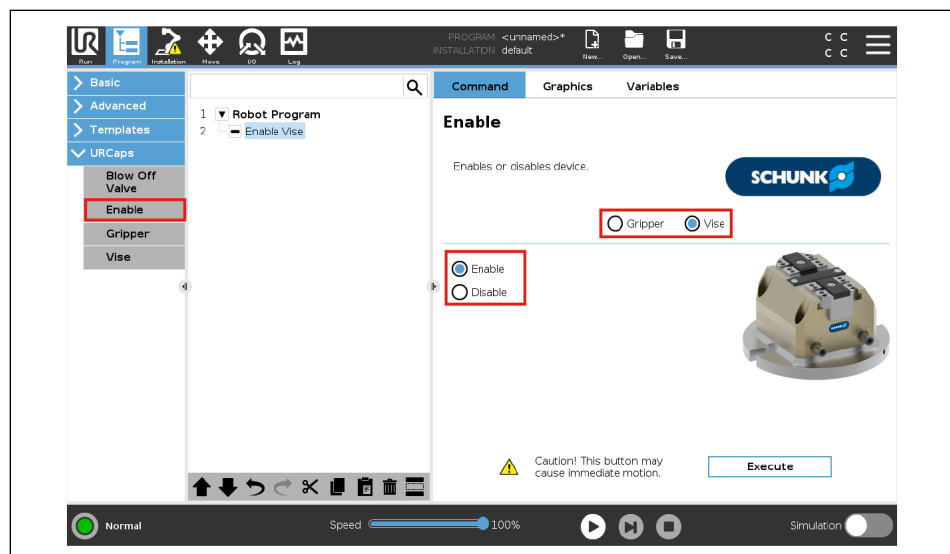 PROGRAM <unnamed>*
INSTALLATION default
Run
Program
Installation
Move
I/O
Log
New...
Open...
Save...
C C
C C
Basic
Advanced
Templates
URCaps
Blow Off
Valve
Enable
Gripper
Vise
1 Robot Program
2 Enable Vise
Command
Graphics
Variables
Enable
Enables or disables device.
SCHUNK
Gripper
Vise
Enable
Disable
Caution! This button may
cause immediate motion.
Execute
Normal
Speed
100%
Simulation